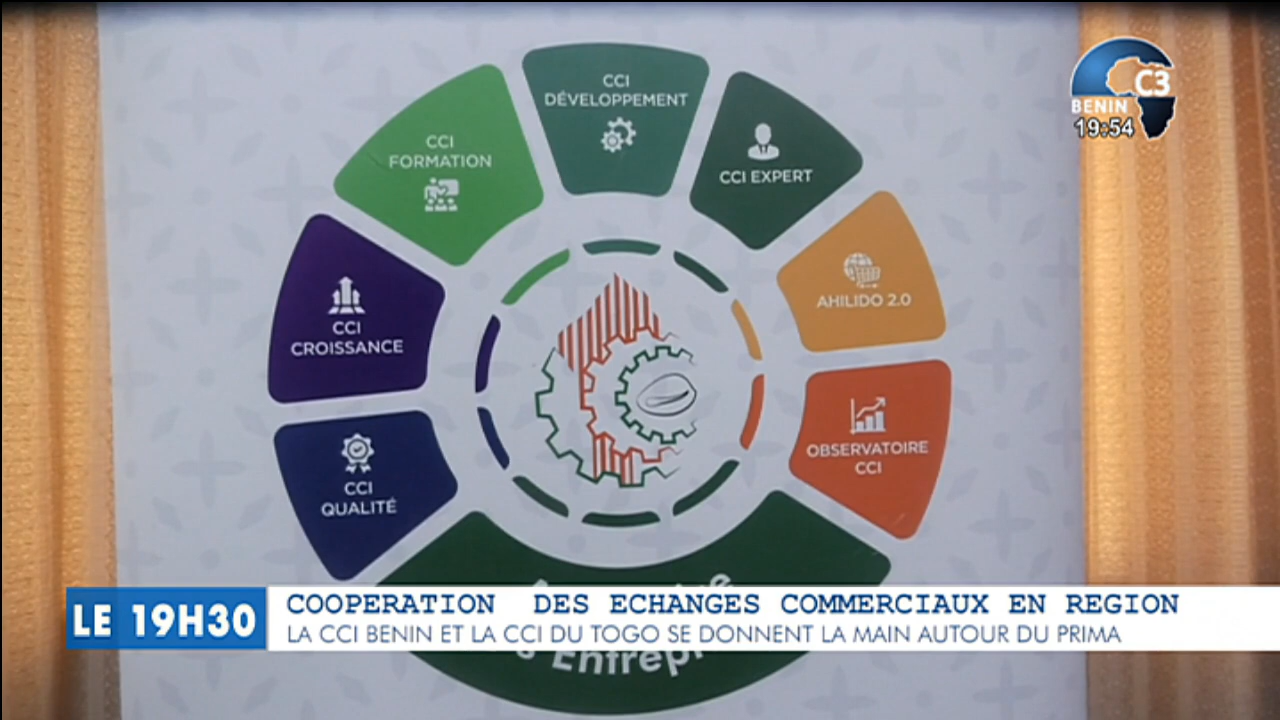 CCI
DÉVELOPPEMENT
CCI
FORMATION
CCI EXPERT
C3
BENIN
19:54
AHILIDO 2.0
CCI
CROISSANCE
OBSERVATOIRE
CCI
CCI
QUALITÉ
LE 19H30
COOPERATION DES ECHANGES COMMERCIAUX EN REGION
LA CCI BENIN ET LA CCI DU TOGO SE DONNENT LA MAIN AUTOUR DU PRIMA